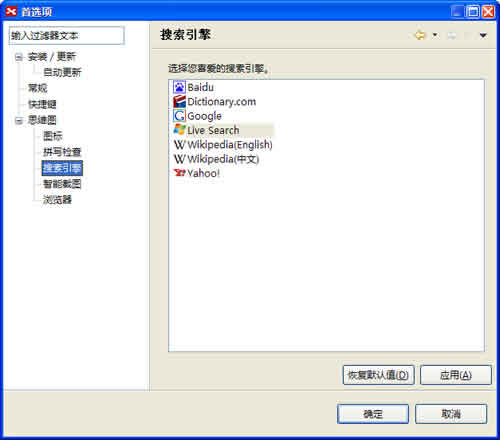 首选项
输入过滤器文本
安装 / 更新
自动更新
常规
快捷键
思维图
图标
拼写检查
搜索引擎
智能截图
浏览器
搜索引擎
选择您喜爱的搜索引擎。
Baidu
Dictionary.com
Google
Live Search
Wikipedia(English)
Wikipedia(中文)
Yahoo!
恢复默认值(D)
应用(A)
确定
取消